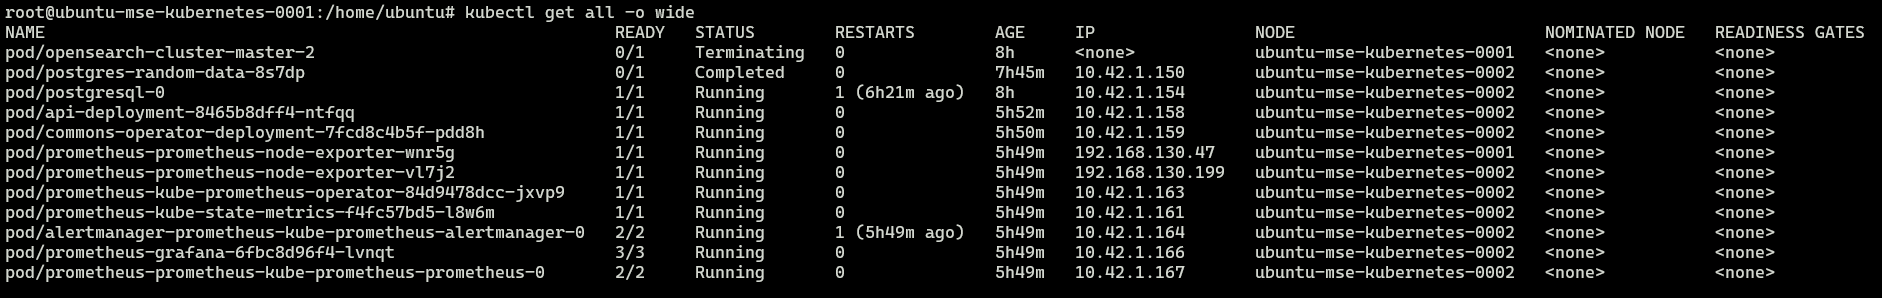 root@ubuntu-mse-kubernetes-0001:/home/ubuntu# kubectl get all -o wide
NAME READY STATUS RESTARTS AGE IP NODE NOMINATED NODE READINESS GATES
pod/opensearch-cluster-master-2 0/1 Terminating 0 8h <none> ubuntu-mse-kubernetes-0001 <none> <none>
pod/postgres-random-data-8s7dp 0/1 Completed 0 7h45m 10.42.1.150 ubuntu-mse-kubernetes-0002 <none> <none>
pod/postgresql-0 1/1 Running 1 (6h21m ago) 8h 10.42.1.154 ubuntu-mse-kubernetes-0002 <none> <none>
pod/api-deployment-8465b8dff4-ntfqq 1/1 Running 0 5h52m 10.42.1.158 ubuntu-mse-kubernetes-0002 <none> <none>
pod/commons-operator-deployment-7fcd8c4b5f-pdd8h 1/1 Running 0 5h50m 10.42.1.159 ubuntu-mse-kubernetes-0002 <none> <none>
pod/prometheus-prometheus-node-exporter-wnr5g 1/1 Running 0 5h49m 192.168.130.47 ubuntu-mse-kubernetes-0001 <none> <none>
pod/prometheus-prometheus-node-exporter-vl7j2 1/1 Running 0 5h49m 192.168.130.199 ubuntu-mse-kubernetes-0002 <none> <none>
pod/prometheus-kube-prometheus-operator-84d9478dcc-jxvp9 1/1 Running 0 5h49m 10.42.1.163 ubuntu-mse-kubernetes-0002 <none> <none>
pod/prometheus-kube-state-metrics-f4fc57bd5-l8w6m 1/1 Running 0 5h49m 10.42.1.161 ubuntu-mse-kubernetes-0002 <none> <none>
pod/alertmanager-prometheus-kube-prometheus-alertmanager-0 2/2 Running 1 (5h49m ago) 5h49m 10.42.1.164 ubuntu-mse-kubernetes-0002 <none> <none>
pod/prometheus-grafana-6fbc8d96f4-lvnqt 3/3 Running 0 5h49m 10.42.1.166 ubuntu-mse-kubernetes-0002 <none> <none>
pod/prometheus-prometheus-kube-prometheus-prometheus-0 2/2 Running 0 5h49m 10.42.1.167 ubuntu-mse-kubernetes-0002 <none> <none>